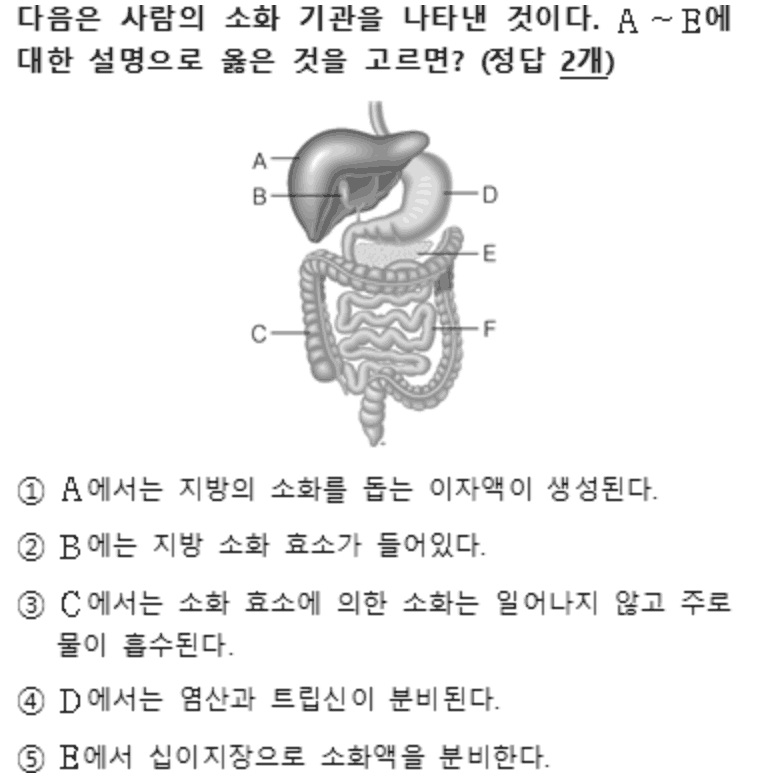 다음은 사람의 소화 기관을 나타낸 것이다. A ~ E에
대한 설명으로 옳은 것을 고르면? (정답 2개)
A
B
D
E
C
F
① A에서는 지방의 소화를 돕는 이자액이 생성된다.
② B에는 지방 소화 효소가 들어있다.
③ C에서는 소화 효소에 의한 소화는 일어나지 않고 주로
물이 흡수된다.
④ D에서는 염산과 트립신이 분비된다.
⑤ E에서 십이지장으로 소화액을 분비한다.